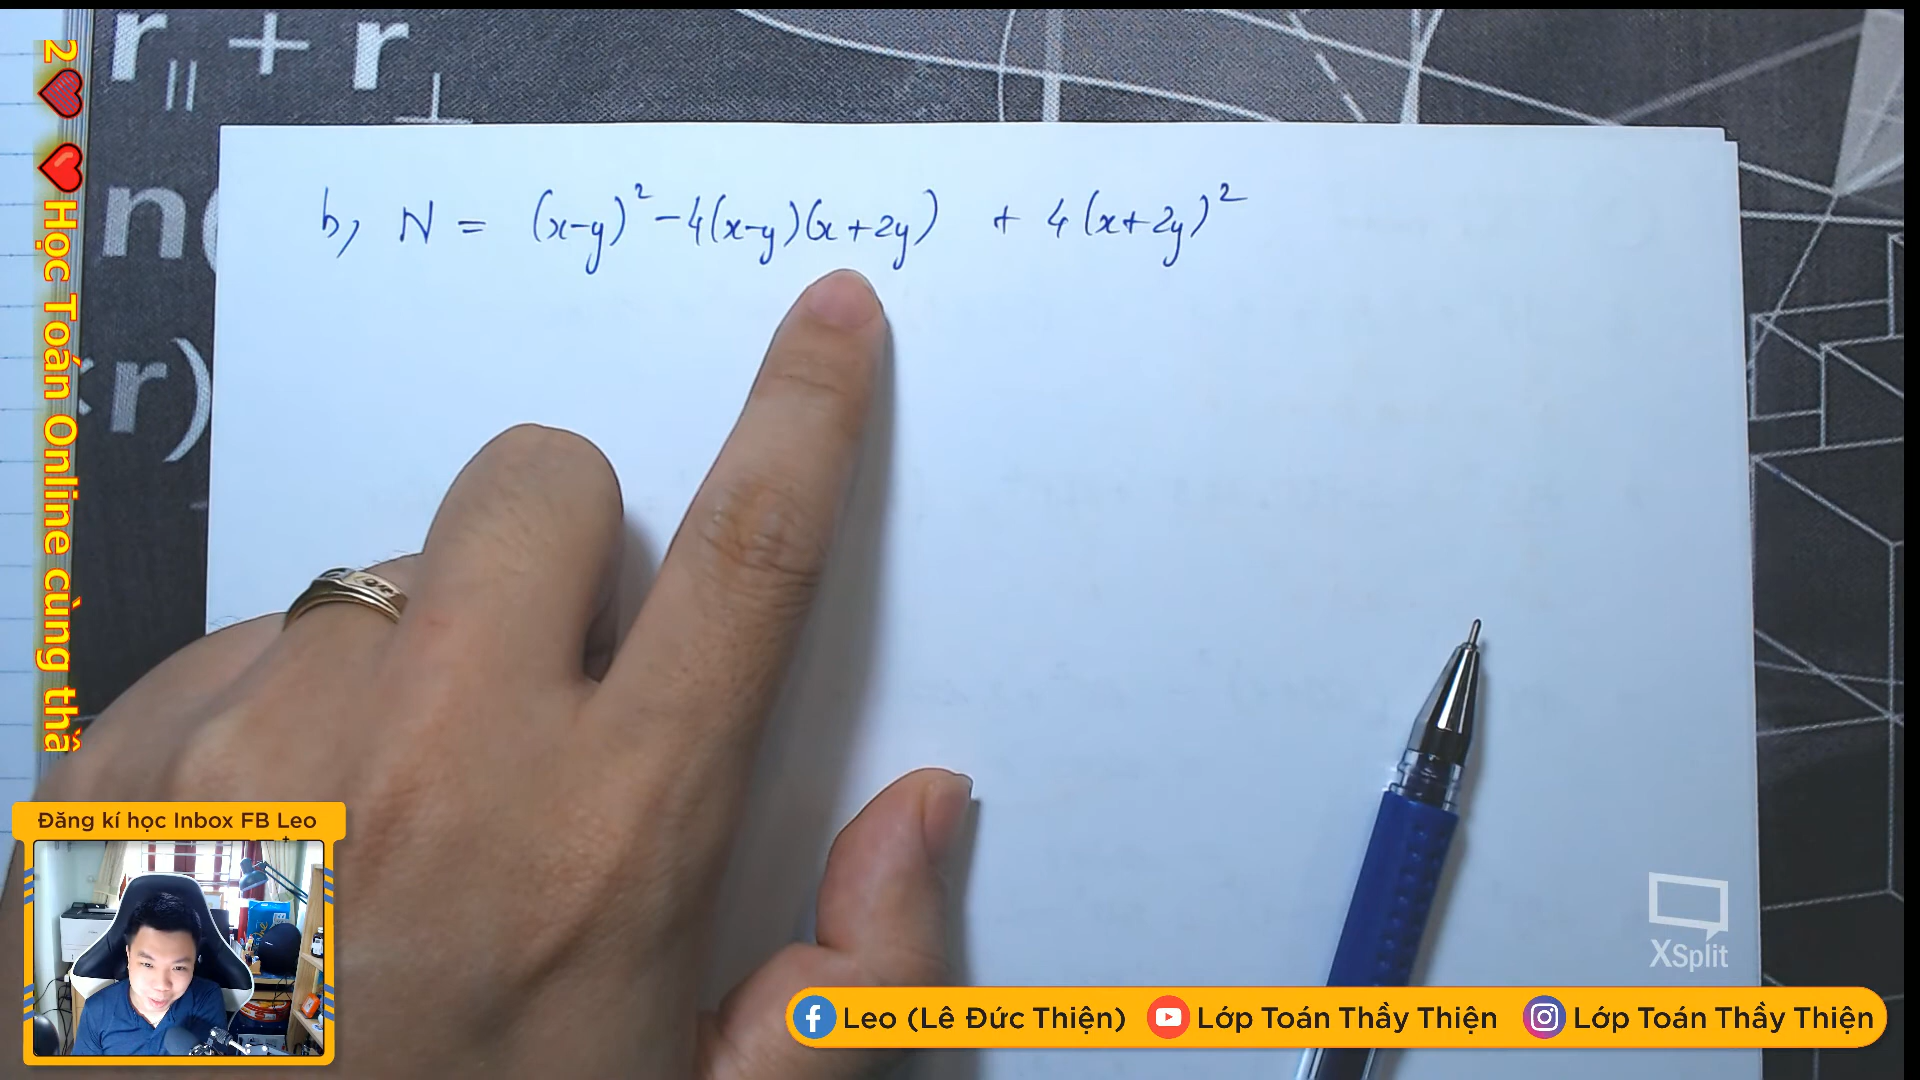 r|| + r⊥
n(
r)
2 ❤ ❤ Học Toán Online cùng thầ
b, N = (x-y)² - 4(x-y)(x+2y) + 4(x+2y)²
Đăng kí học Inbox FB Leo
XSplit
Leo (Lê Đức Thiện) Lớp Toán Thầy Thiện Lớp Toán Thầy Thiện